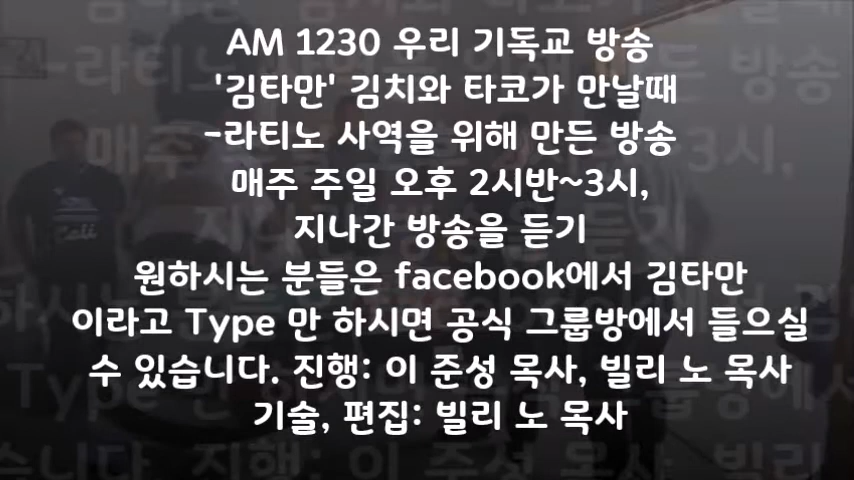 AM 1230 우리 기독교 방송
'김타만' 김치와 타코가 만날때
-라티노 사역을 위해 만든 방송
매주 주일 오후 2시반~3시,
지나간 방송을 듣기
원하시는 분들은 facebook에서 김타만
이라고 Type 만 하시면 공식 그룹방에서 들으실
수 있습니다. 진행: 이 준성 목사, 빌리 노 목사
기술, 편집: 빌리 노 목사